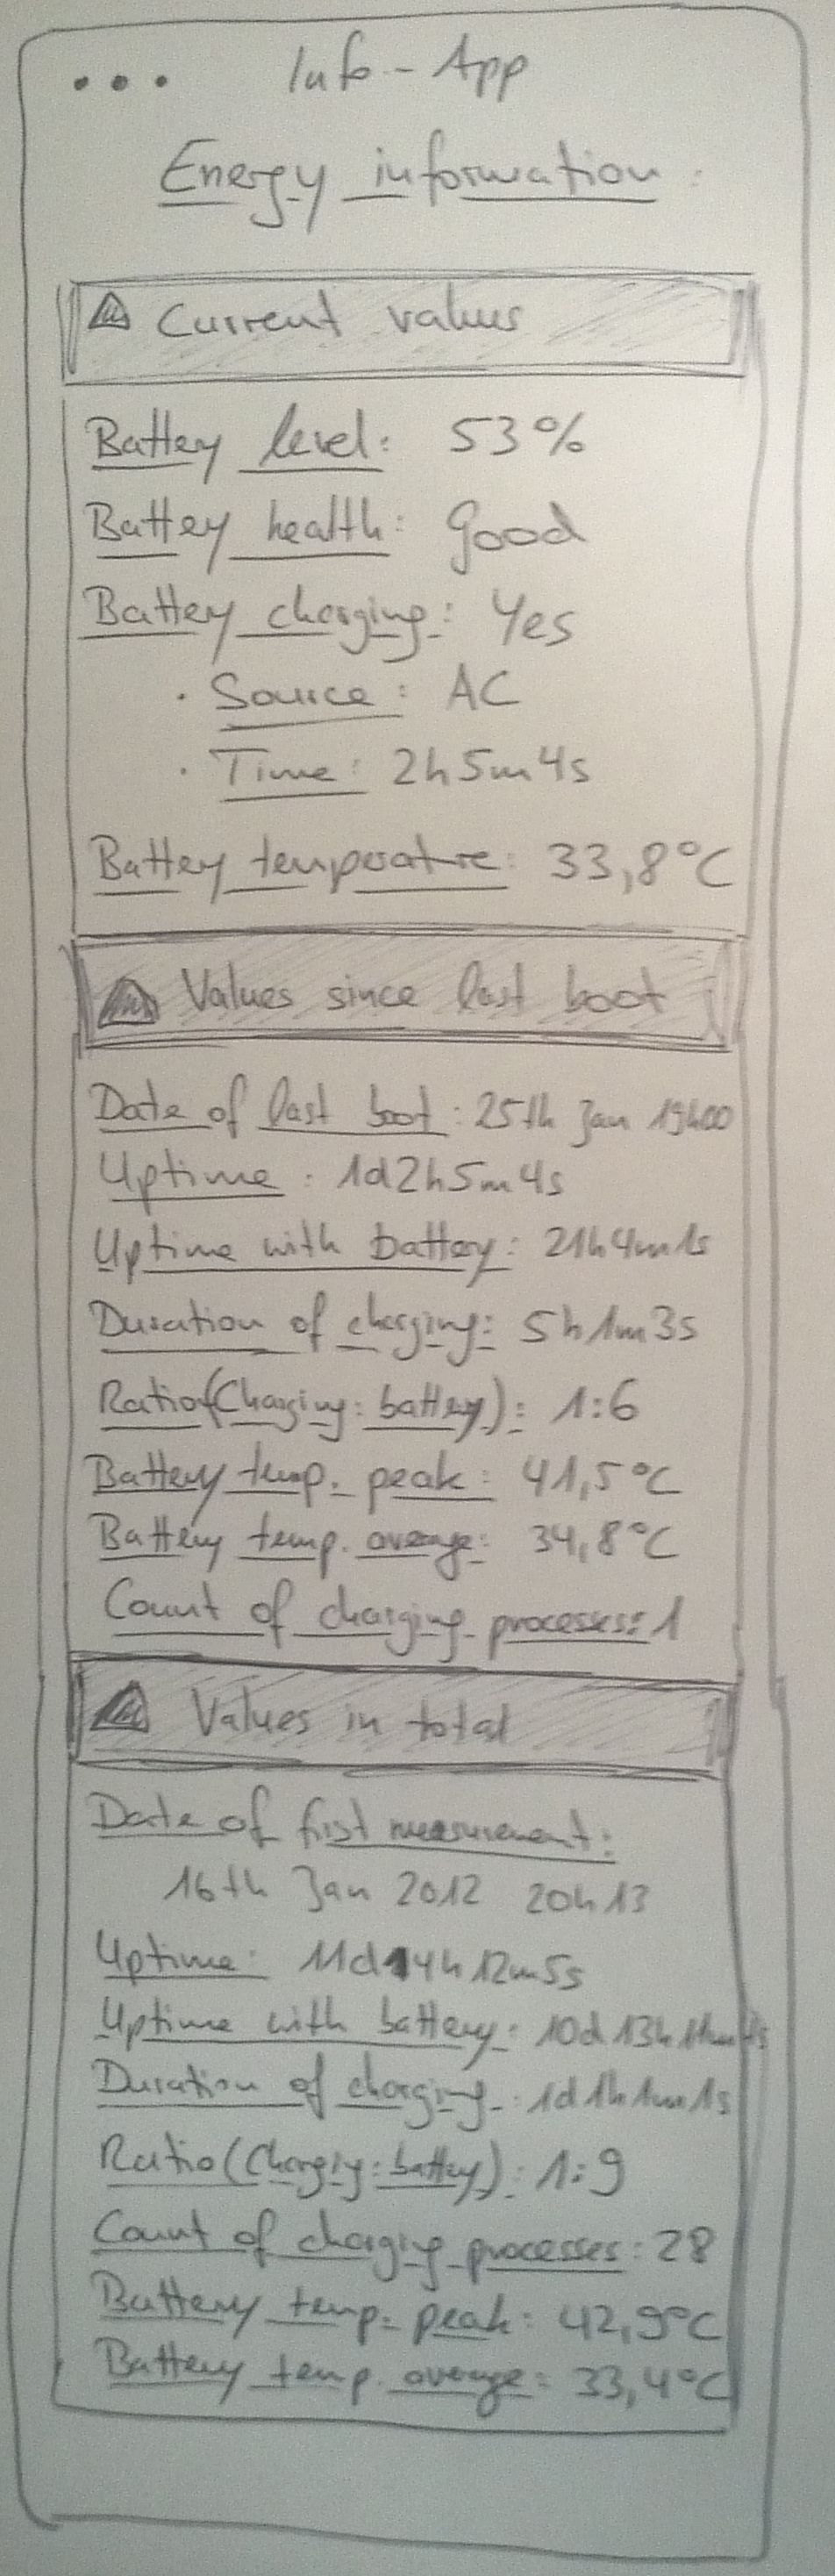 ... Info-App
Energy information:
Current values
Battery level: 53%
Battery health: good
Battery charging: Yes
· Source: AC
· Time: 2h5m4s
Battery temperature: 33,8°C
Values since last boot
Date of last boot: 25th Jan 19h00
Uptime: 1d2h5m4s
Uptime with battery: 21h4m1s
Duration of charging: 5h1m3s
Ratio(Charging:battery): 1:6
Battery temp. peak: 41,5°C
Battery temp. average: 34,8°C
Count of charging processes: 1
Values in total
Date of first measurement:
16th Jan 2012 20h13
Uptime: 11d14h12m5s
Uptime with battery: 10d 13h
Duration of charging: 1d1h1m1s
Ratio(Charging:battery): 1:9
Count of charging processes: 28
Battery temp. peak: 42,9°C
Battery temp. average: 33,4°C